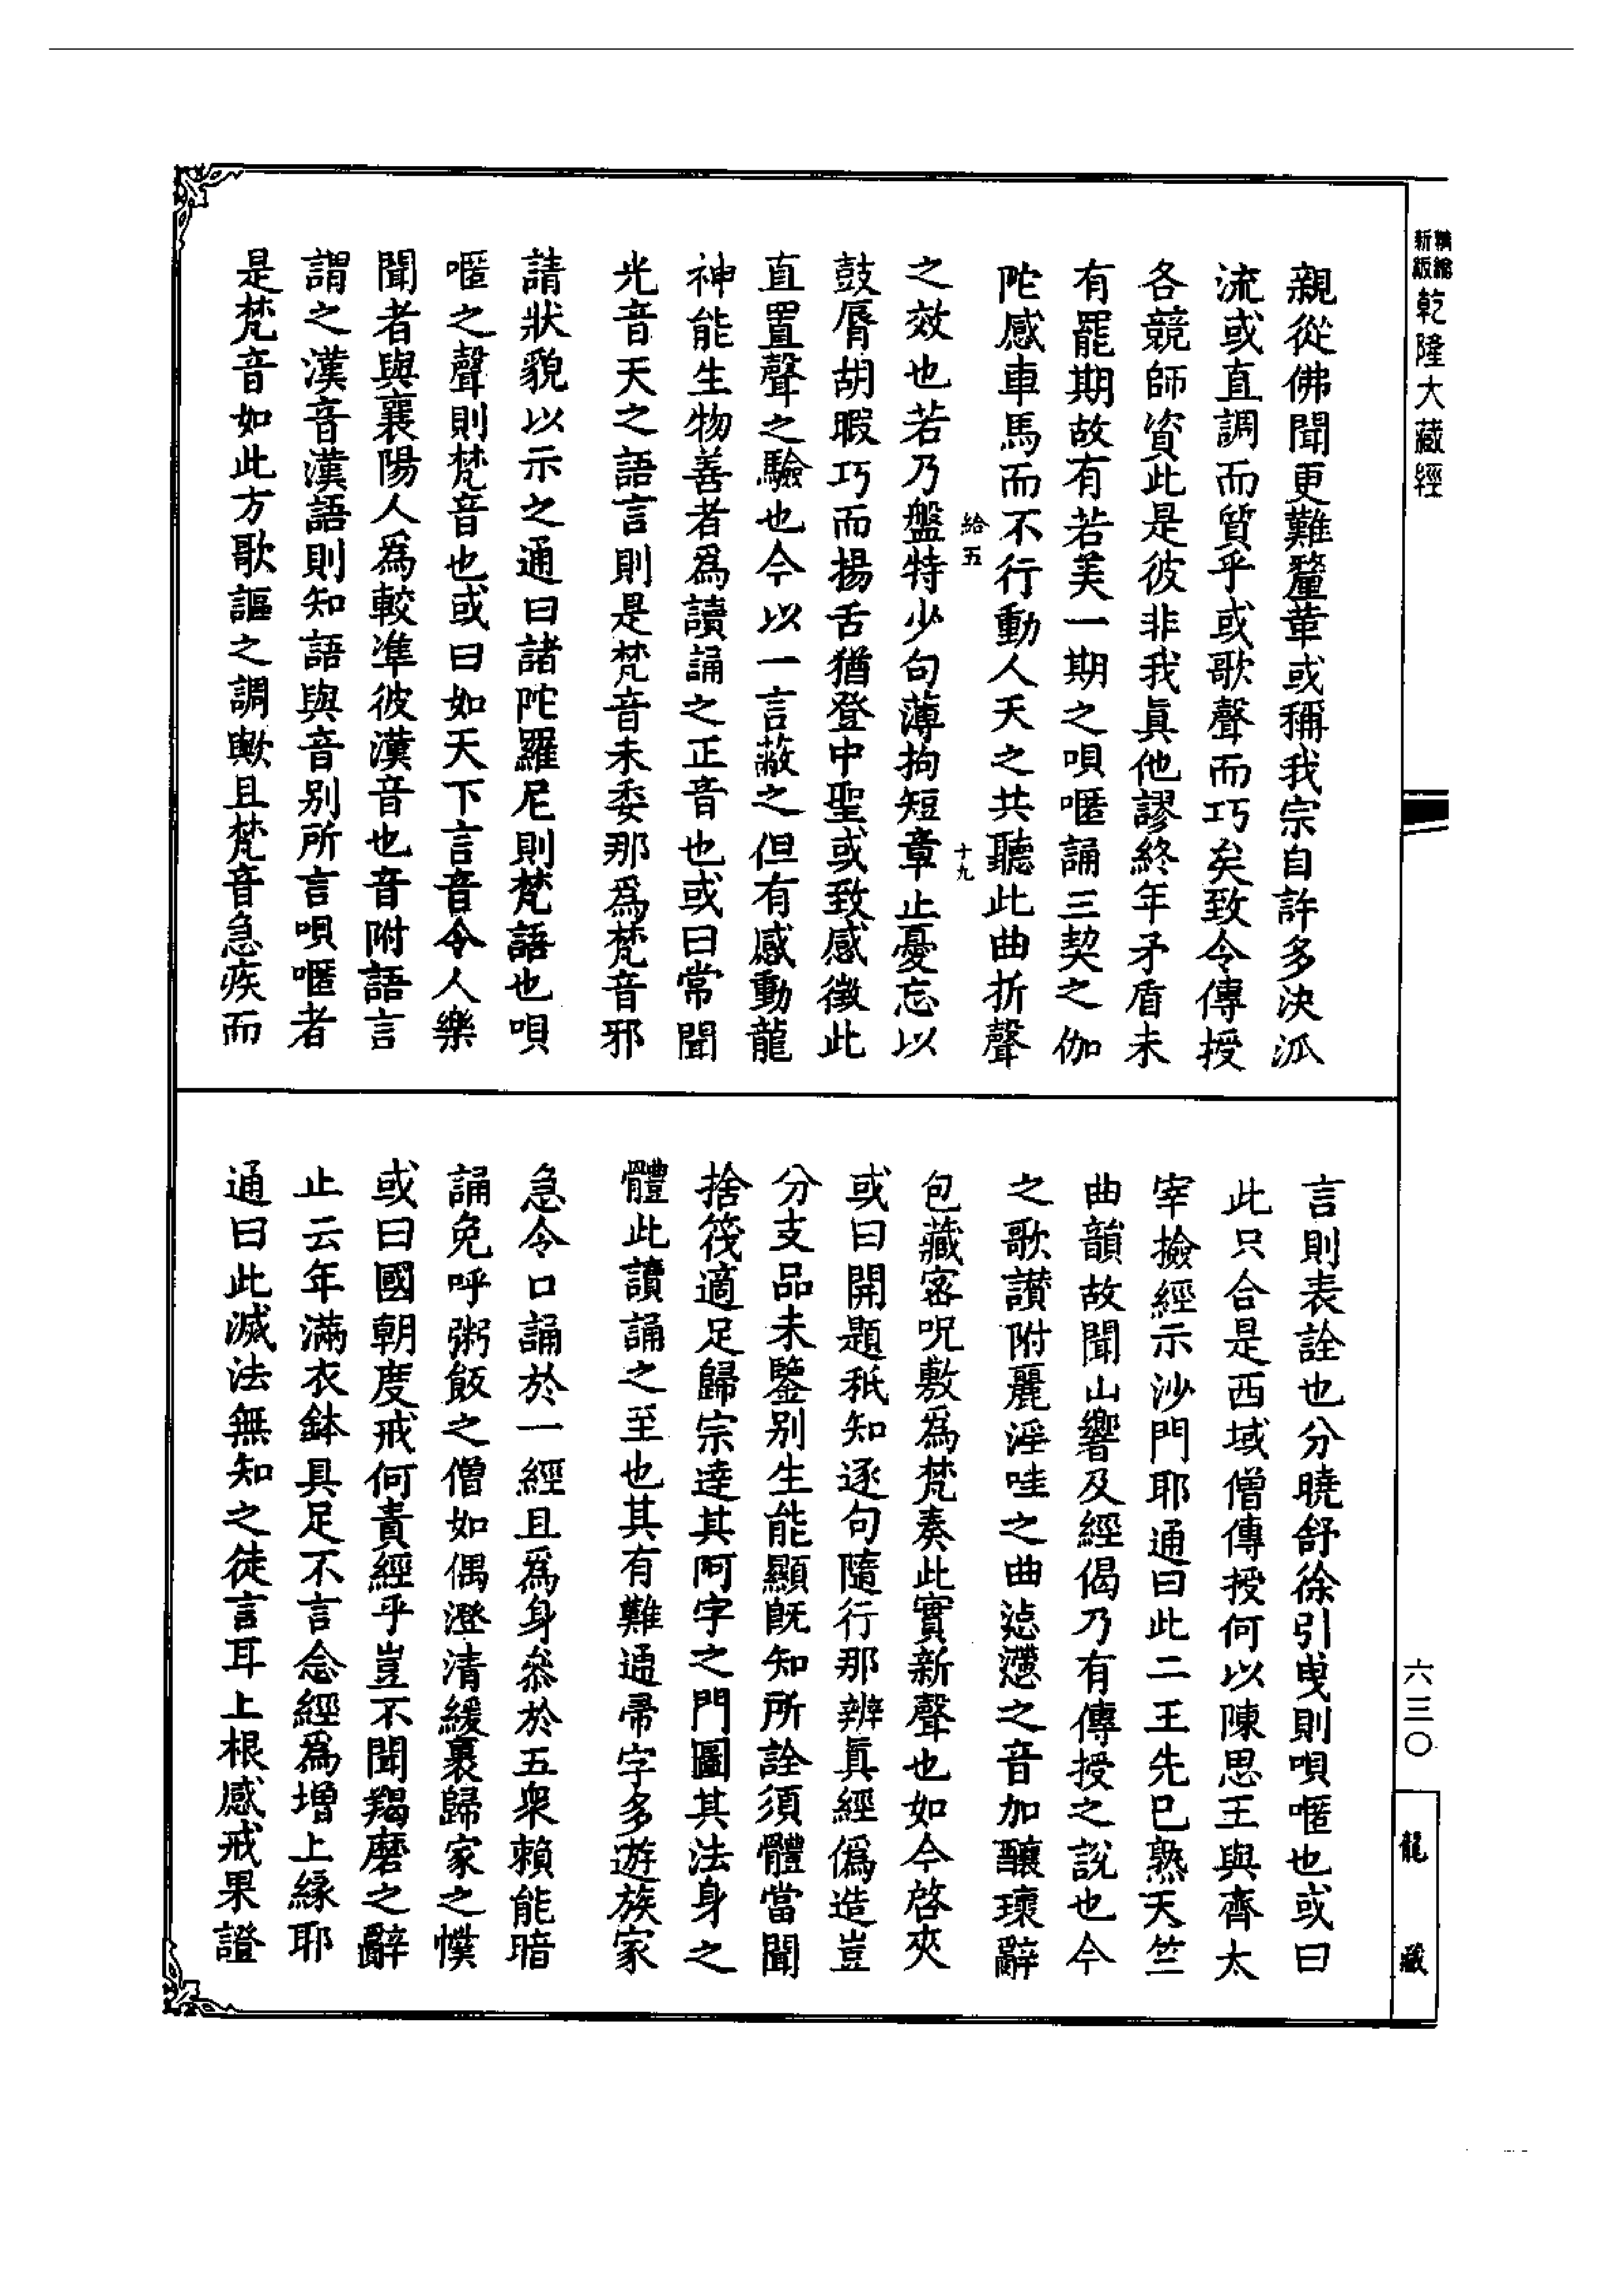 精縮新版乾隆大藏經
親從佛聞更難釐革或稱我宗自許多決派
流或直調而質乎或歌聲而巧矣致令傳授
各競師資此是彼非我眞他謬終年矛盾未
有罷期故有若美一期之唄喱誦三契之伽
陀感車馬而不行動人天之共聽此曲折聲
給五
十九
之效也若乃盤特少句薄拘短章止憂忘以
鼓脣胡暇巧而揚舌猶登中聖或致感徵此
直置聲之驗也今以一言蔽之但有感動龍
神能生物善者爲讀誦之正音也或曰常聞
光音天之語言則是梵音未委那爲梵音邪
請狀貌以示之通曰諸陀羅尼則梵語也唄
喱之聲則梵音也或曰如天下言音令人樂
聞者與襄陽人爲較準彼漢音也音附語言
謂之漢音漢語則知語與音別所言唄喱者
是梵音如此方歌謳之調歟且梵音急疾而
言則表詮也分曉舒徐引曳則唄喱也或曰
此只合是西域僧傳授何以陳思王與齊太
宰撿經示沙門耶通曰此二王先已熟天竺
曲韻故聞山響及經偈乃有傳授之說也今
之歌讚附麗淫哇之曲惉懘之音加釀瓌辭
包藏密呪敷爲梵奏此實新聲也如今啓夾
或曰開題秖知逐句隨行那辨眞經僞造豈
分支品未鑒別生能顯旣知所詮須體當聞
捨筏適足歸宗達其阿字之門圖其法身之
體此讀誦之至也其有難通帚字多遊族家
急令口誦於一經且爲身叅於五衆賴能暗
誦免呼粥飯之僧如偶澄清緩裹歸家之幞
或曰國朝度戒何責經乎豈不聞羯磨之辭
止云年滿衣鉢具足不言念經爲增上緣耶
通曰此滅法無知之徒言耳上根感戒果證
六三〇
龍藏